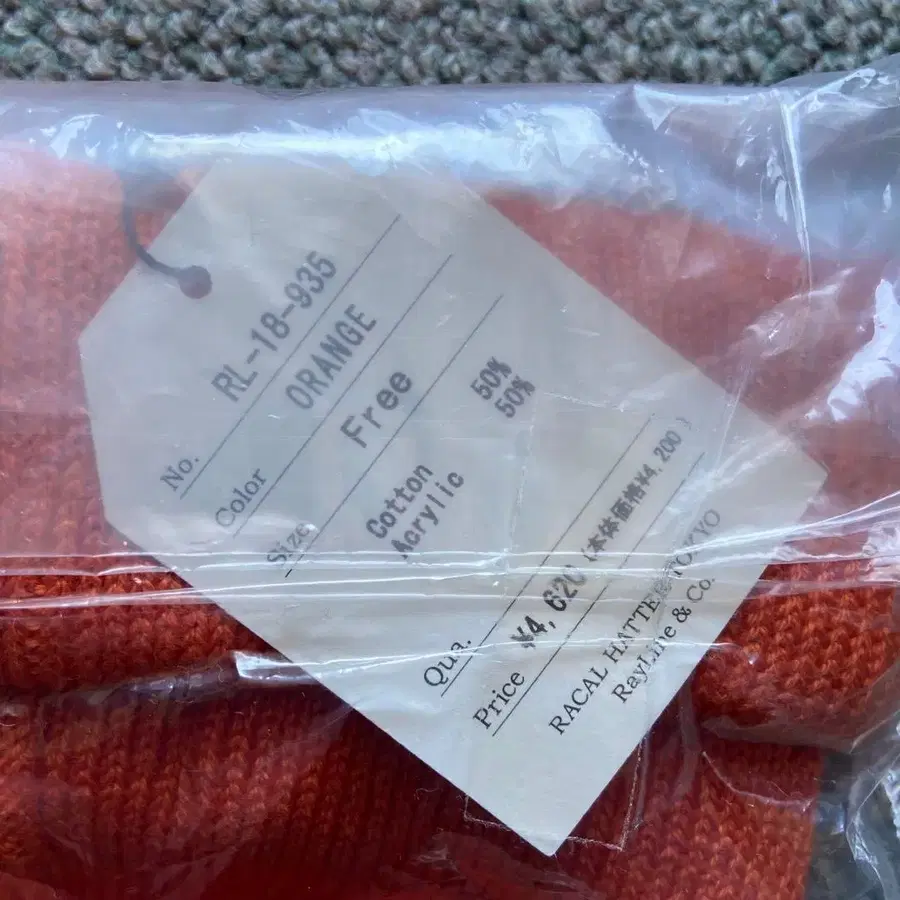 No. RL-18-935
Color ORANGE
Size Free
Cotton 50%
Acrylic 50%
Qua.
Price ¥4,620 (本体価格¥4,200 )
RACAL HATTER TOKYO
RayLine & Co.